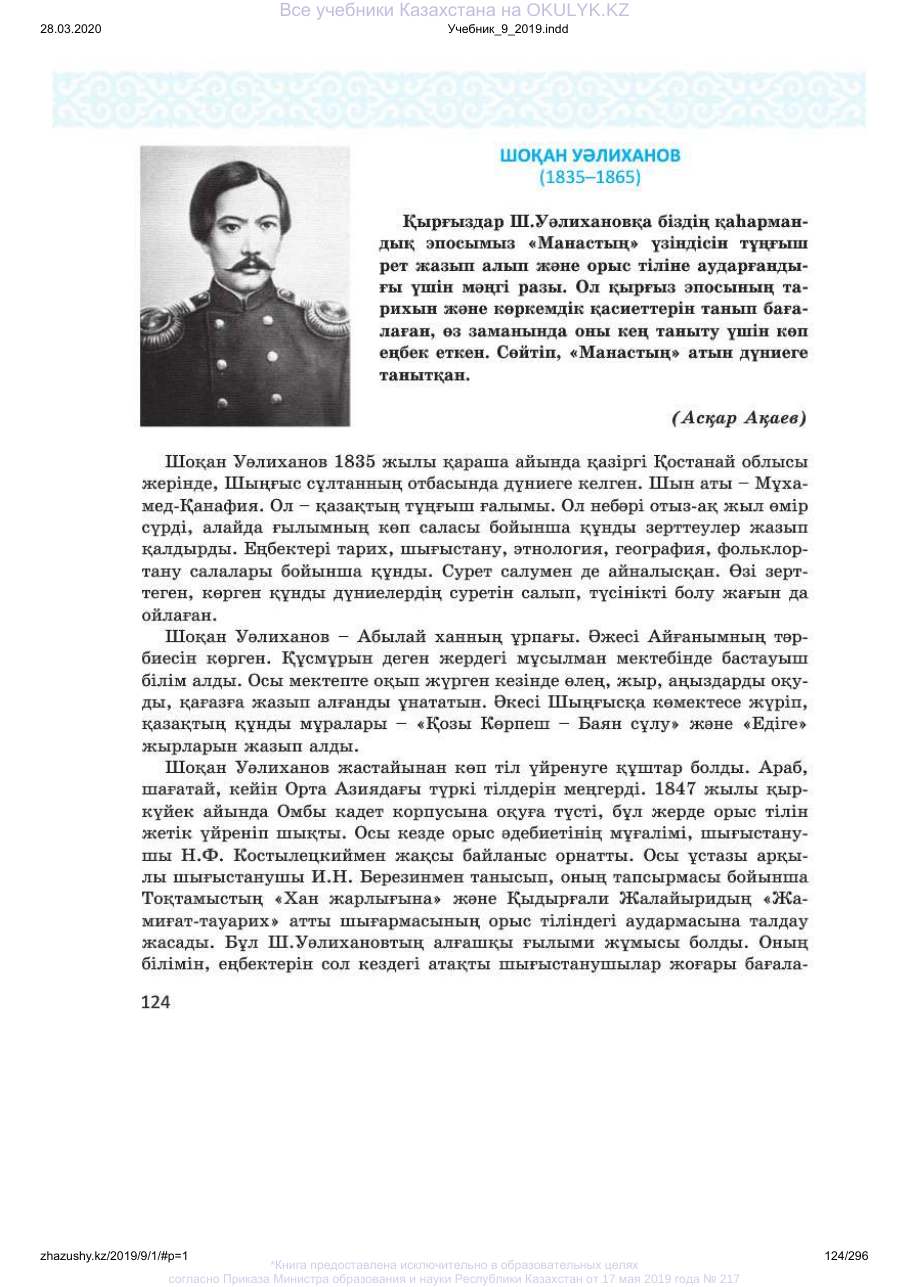 Все учебники Казахстана на OKULYK.KZ
28.03.2020
Учебник_9_2019.indd
ШОҚАН УӘЛИХАНОВ
(1835–1865)
Қырғыздар Ш.Уәлихановқа біздің қаһарман-
дық эпосымыз «Манастың» үзіндісін тұңғыш
рет жазып алып және орыс тіліне аударғанды-
ғы үшін мәңгі разы. Ол қырғыз эпосының та-
рихын және көркемдік қасиеттерін танып баға-
лаған, өз заманында оны кең таныту үшін көп
еңбек еткен. Сөйтіп, «Манастың» атын дүниеге
танытқан.
(Асқар Ақаев)
Шоқан Уәлиханов 1835 жылы қараша айында қазіргі Қостанай облысы
жерінде, Шыңғыс сұлтанның отбасында дүниеге келген. Шын аты – Мұха-
мед-Қанафия. Ол – қазақтың тұңғыш ғалымы. Ол небәрі отыз-ақ жыл өмір
сүрді, алайда ғылымның көп саласы бойынша құнды зерттеулер жазып
қалдырды. Еңбектері тарих, шығыстану, этнология, география, фольклор-
тану салалары бойынша құнды. Сурет салумен де айналысқан. Өзі зерт-
теген, көрген құнды дүниелердің суретін салып, түсінікті болу жағын да
ойлаған.
Шоқан Уәлиханов – Абылай ханның ұрпағы. Әжесі Айғанымның тәр-
биесін көрген. Құсмұрын деген жердегі мұсылман мектебінде бастауыш
білім алды. Осы мектепте оқып жүрген кезінде өлең, жыр, аңыздарды оқу-
ды, қағазға жазып алғанды ұнататын. Әкесі Шыңғысқа көмектесе жүріп,
қазақтың құнды мұралары – «Қозы Көрпеш – Баян сұлу» және «Едіге»
жырларын жазып алды.
Шоқан Уәлиханов жастайынан көп тіл үйренуге құштар болды. Араб,
шағатай, кейін Орта Азиядағы түркі тілдерін меңгерді. 1847 жылы қыр-
күйек айында Омбы кадет корпусына оқуға түсті, бұл жерде орыс тілін
жетік үйреніп шықты. Осы кезде орыс әдебиетінің мұғалімі, шығыстану-
шы Н.Ф. Костылецкиймен жақсы байланыс орнатты. Осы ұстазы арқы-
лы шығыстанушы И.Н. Березинмен танысып, оның тапсырмасы бойынша
Тоқтамыстың «Хан жарлығына» және Қыдырғали Жалайыридың «Жа-
миғат-тауарих» атты шығармасының орыс тіліндегі аудармасына талдау
жасады. Бұл Ш.Уәлихановтың алғашқы ғылыми жұмысы болды. Оның
білімін, еңбектерін сол кездегі атақты шығыстанушылар жоғары бағала-
124
zhazushy.kz/2019/9/1/#p=1
124/296
*Книга предоставлена исключительно в образовательных целях
согласно Приказа Министра образования и науки Республики Казахстан от 17 мая 2019 года № 217